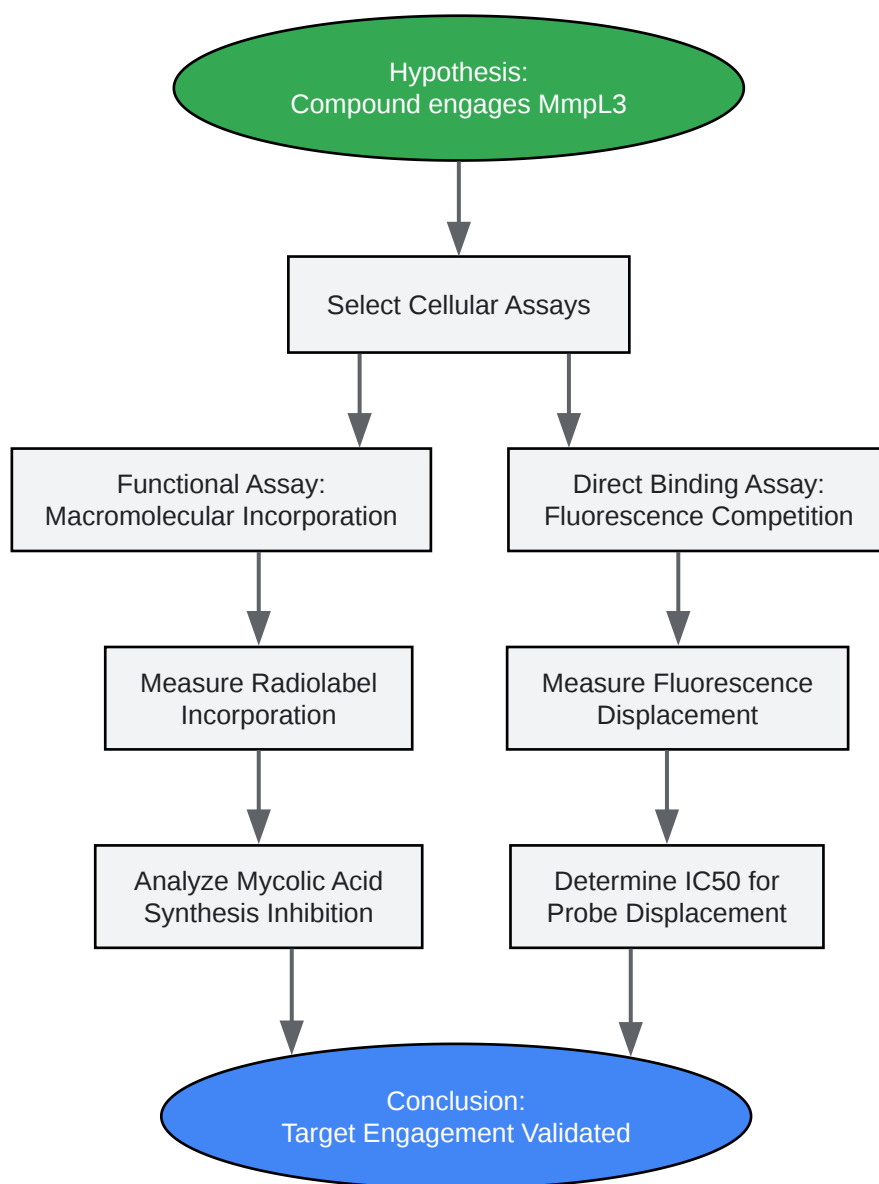 Hypothesis:
Compound engages MmpL3
Select Cellular Assays
Functional Assay:
Macromolecular Incorporation
Direct Binding Assay:
Fluorescence Competition
Measure Radiolabel
Incorporation
Measure Fluorescence
Displacement
Analyze Mycolic Acid
Synthesis Inhibition
Determine IC50 for
Probe Displacement
Conclusion:
Target Engagement Validated